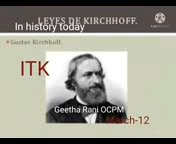 In history today
LEYES DE KIRCHHOFF.
Gustav Kirchhoff.
ITK
Geetha Rani OCPM
March-12